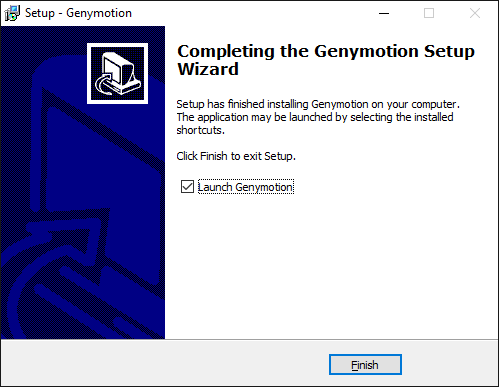 Setup - Genymotion
Completing the Genymotion Setup
Wizard
Setup has finished installing Genymotion on your computer.
The application may be launched by selecting the installed
shortcuts.
Click Finish to exit Setup.
Launch Genymotion
Finish